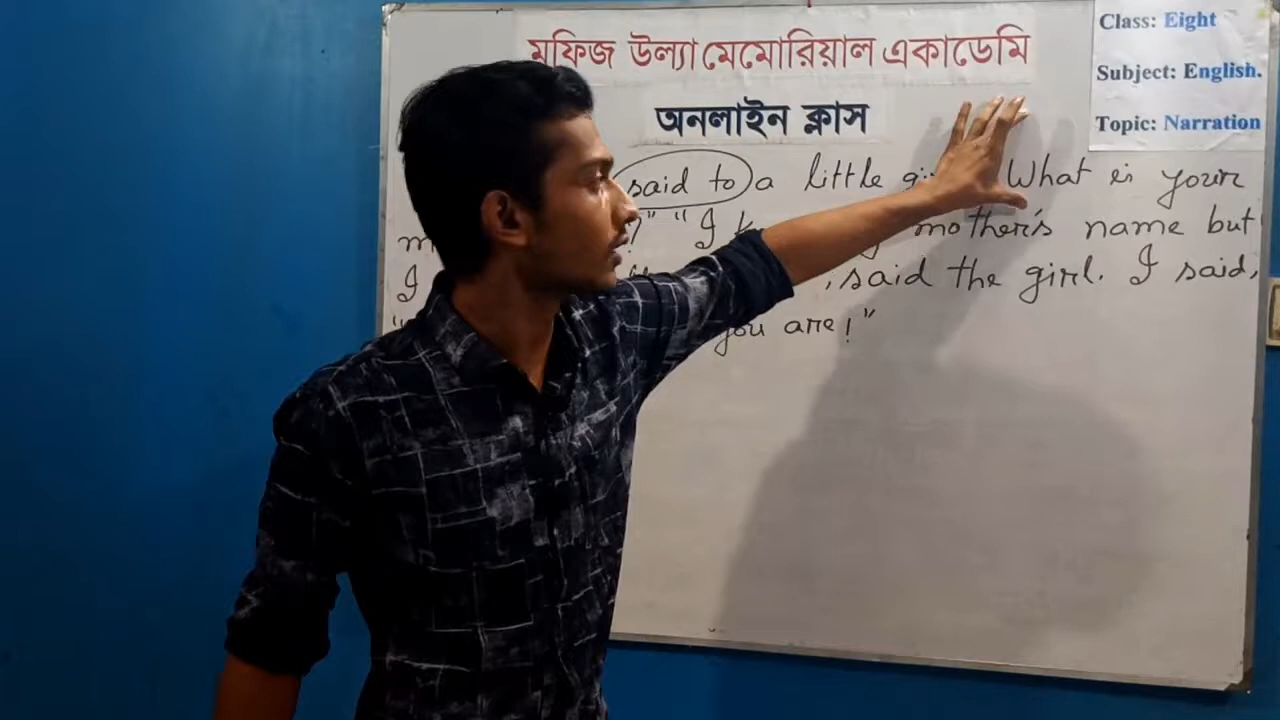 মফিজ উল্যা মেমোরিয়াল একাডেমি
অনলাইন ক্লাস
Class: Eight
Subject: English.
Topic: Narration
said to a little What is your
?" "I mother's name but
I , said the girl. I said,
" you are!"